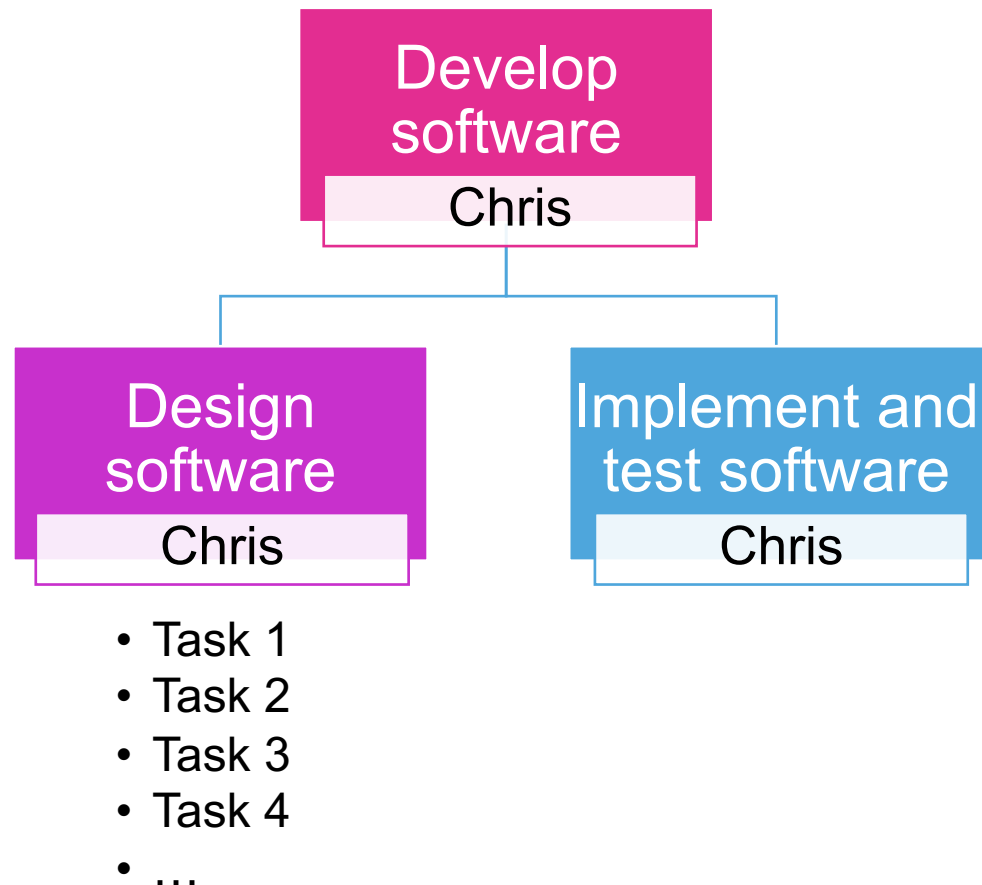 Develop
software
Chris
Design
software
Chris
Implement and
test software
Chris
• Task 1
• Task 2
• Task 3
• Task 4
• ...